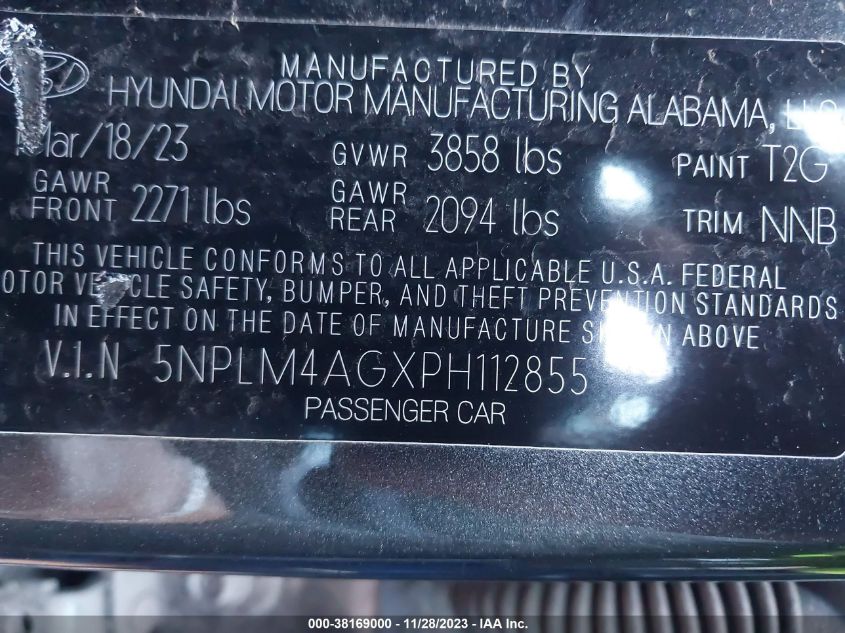 MANUFACTURED BY
HYUNDAI MOTOR MANUFACTURING ALABAMA, LLC
Mar/18/23 GVWR 3858 lbs PAINT T2G
GAWR FRONT 2271 lbs GAWR REAR 2094 lbs TRIM NNB
THIS VEHICLE CONFORMS TO ALL APPLICABLE U.S.A. FEDERAL
MOTOR VEHICLE SAFETY, BUMPER, AND THEFT PREVENTION STANDARDS
IN EFFECT ON THE DATE OF MANUFACTURE SHOWN ABOVE
V.I.N 5NPLM4AGXPH112855
PASSENGER CAR
000-38169000 — 11/28/2023 — IAA Inc.